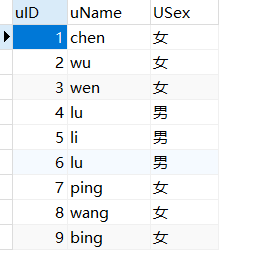 uID uName USex
1 chen 女
2 wu 女
3 wen 女
4 lu 男
5 li 男
6 lu 男
7 ping 女
8 wang 女
9 bing 女